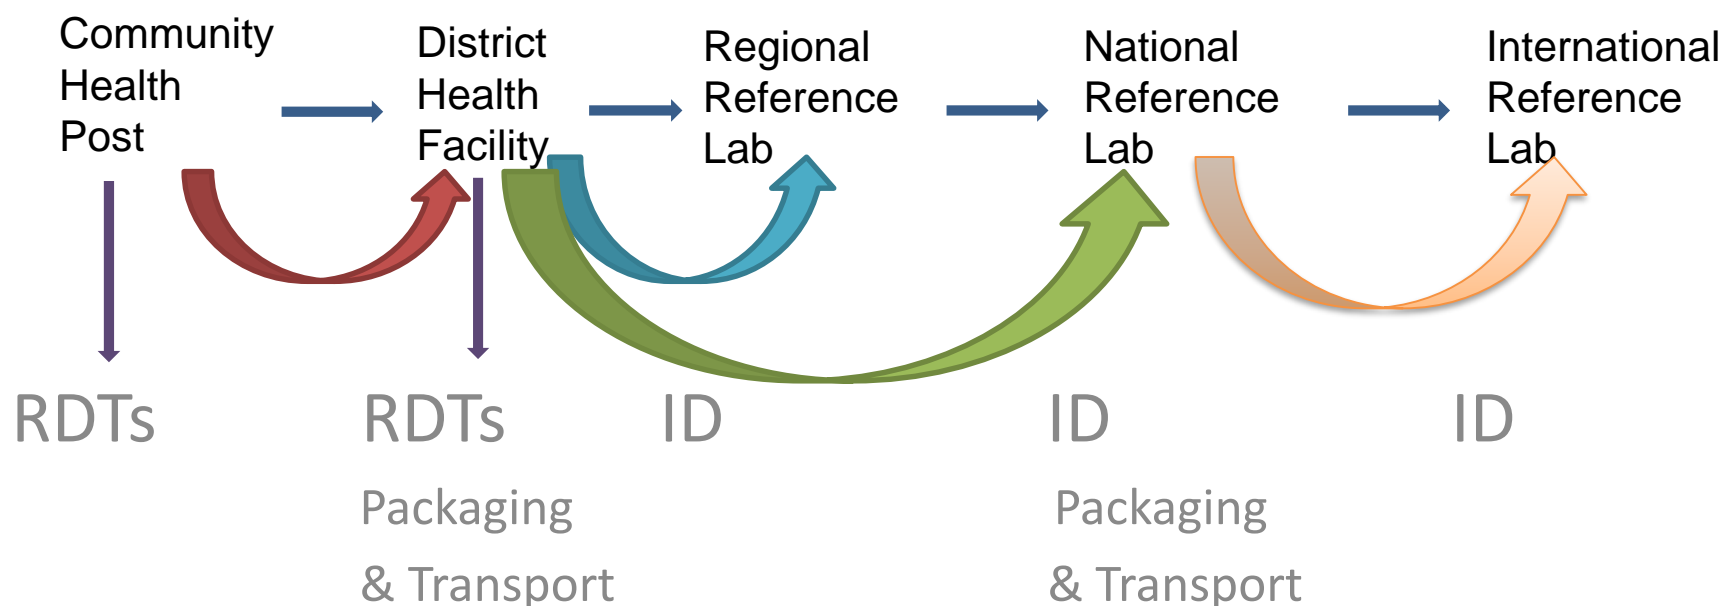 Community
Health
Post
District
Health
Facility
Regional
Reference
Lab
National
Reference
Lab
International
Reference
Lab
RDTs
RDTs
ID
ID
ID
Packaging
& Transport
Packaging
& Transport